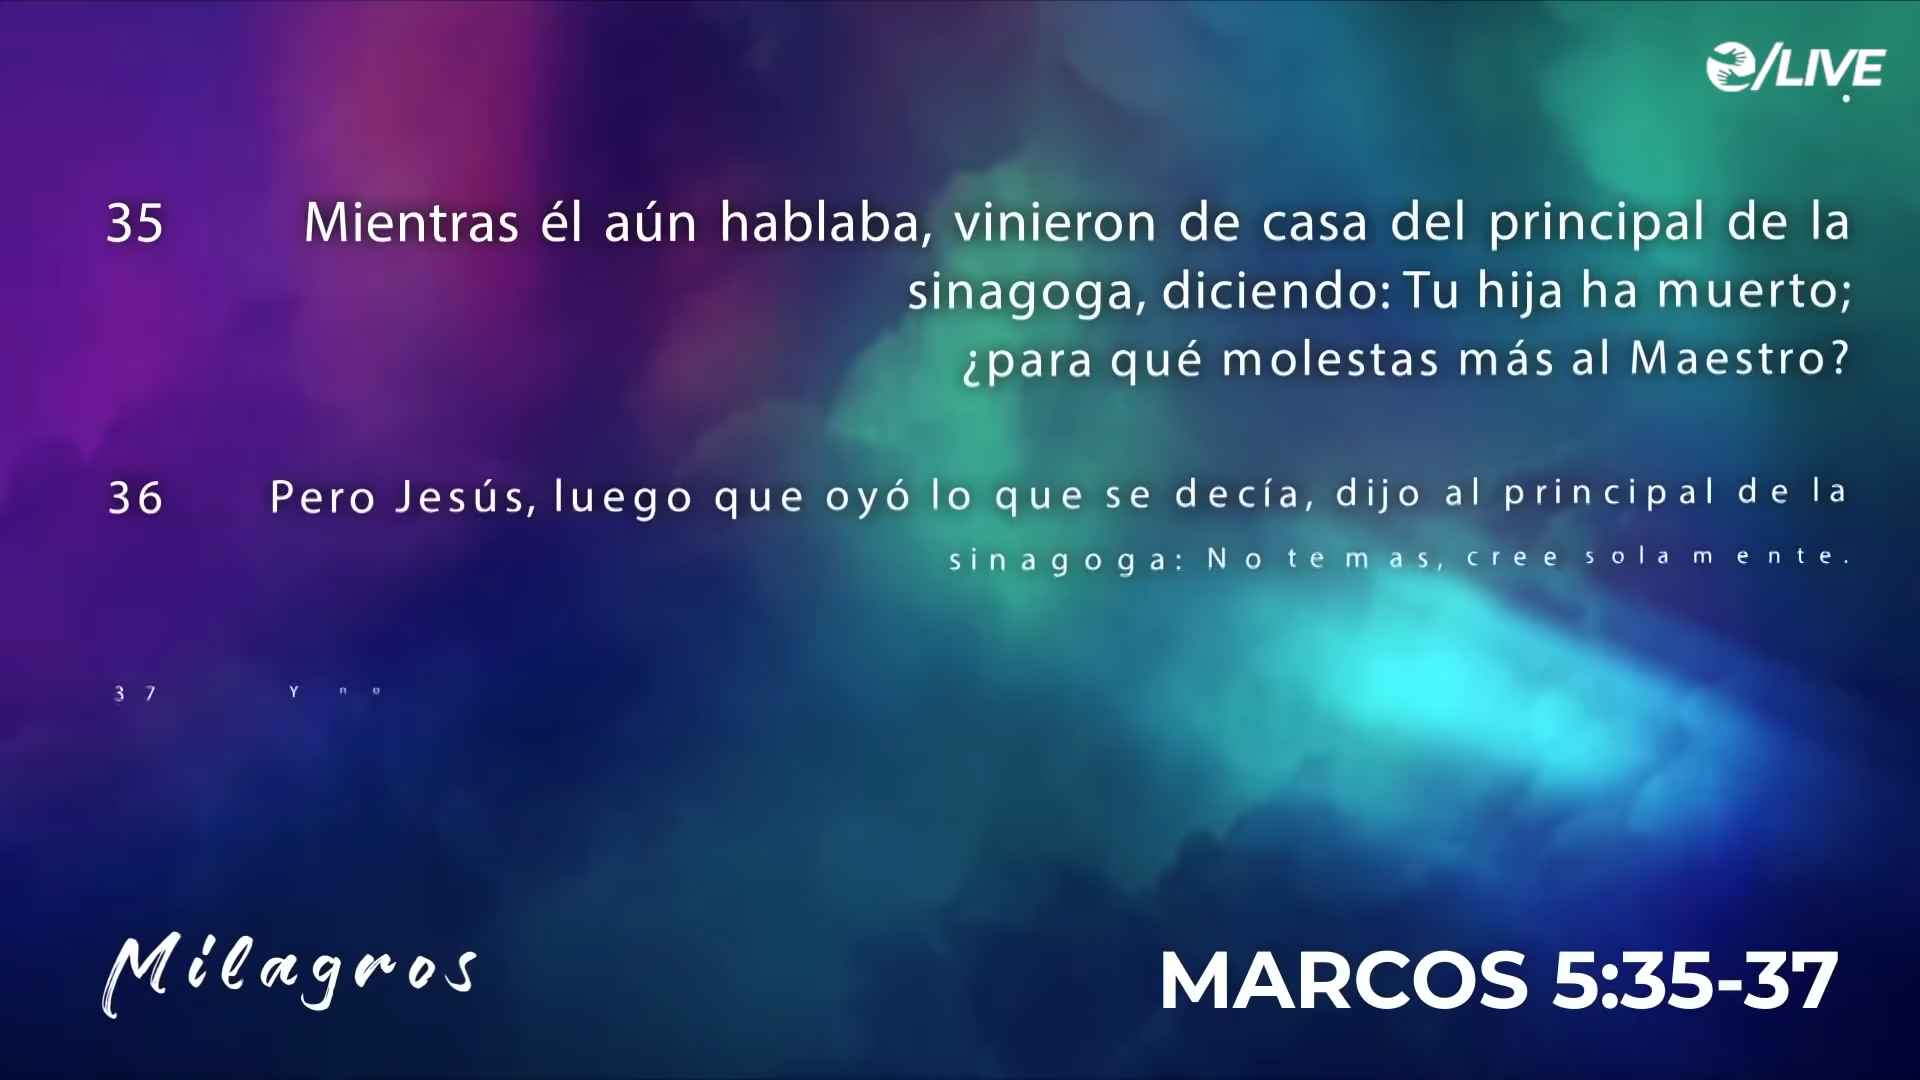 /LIVE
35 Mientras él aún hablaba, vinieron de casa del principal de la
sinagoga, diciendo: Tu hija ha muerto;
¿para qué molestas más al Maestro?
36 Pero Jesús, luego que oyó lo que se decía, dijo al principal de la
sinagoga: No temas, cree solamente.
37 Y no
Milagros
MARCOS 5:35-37